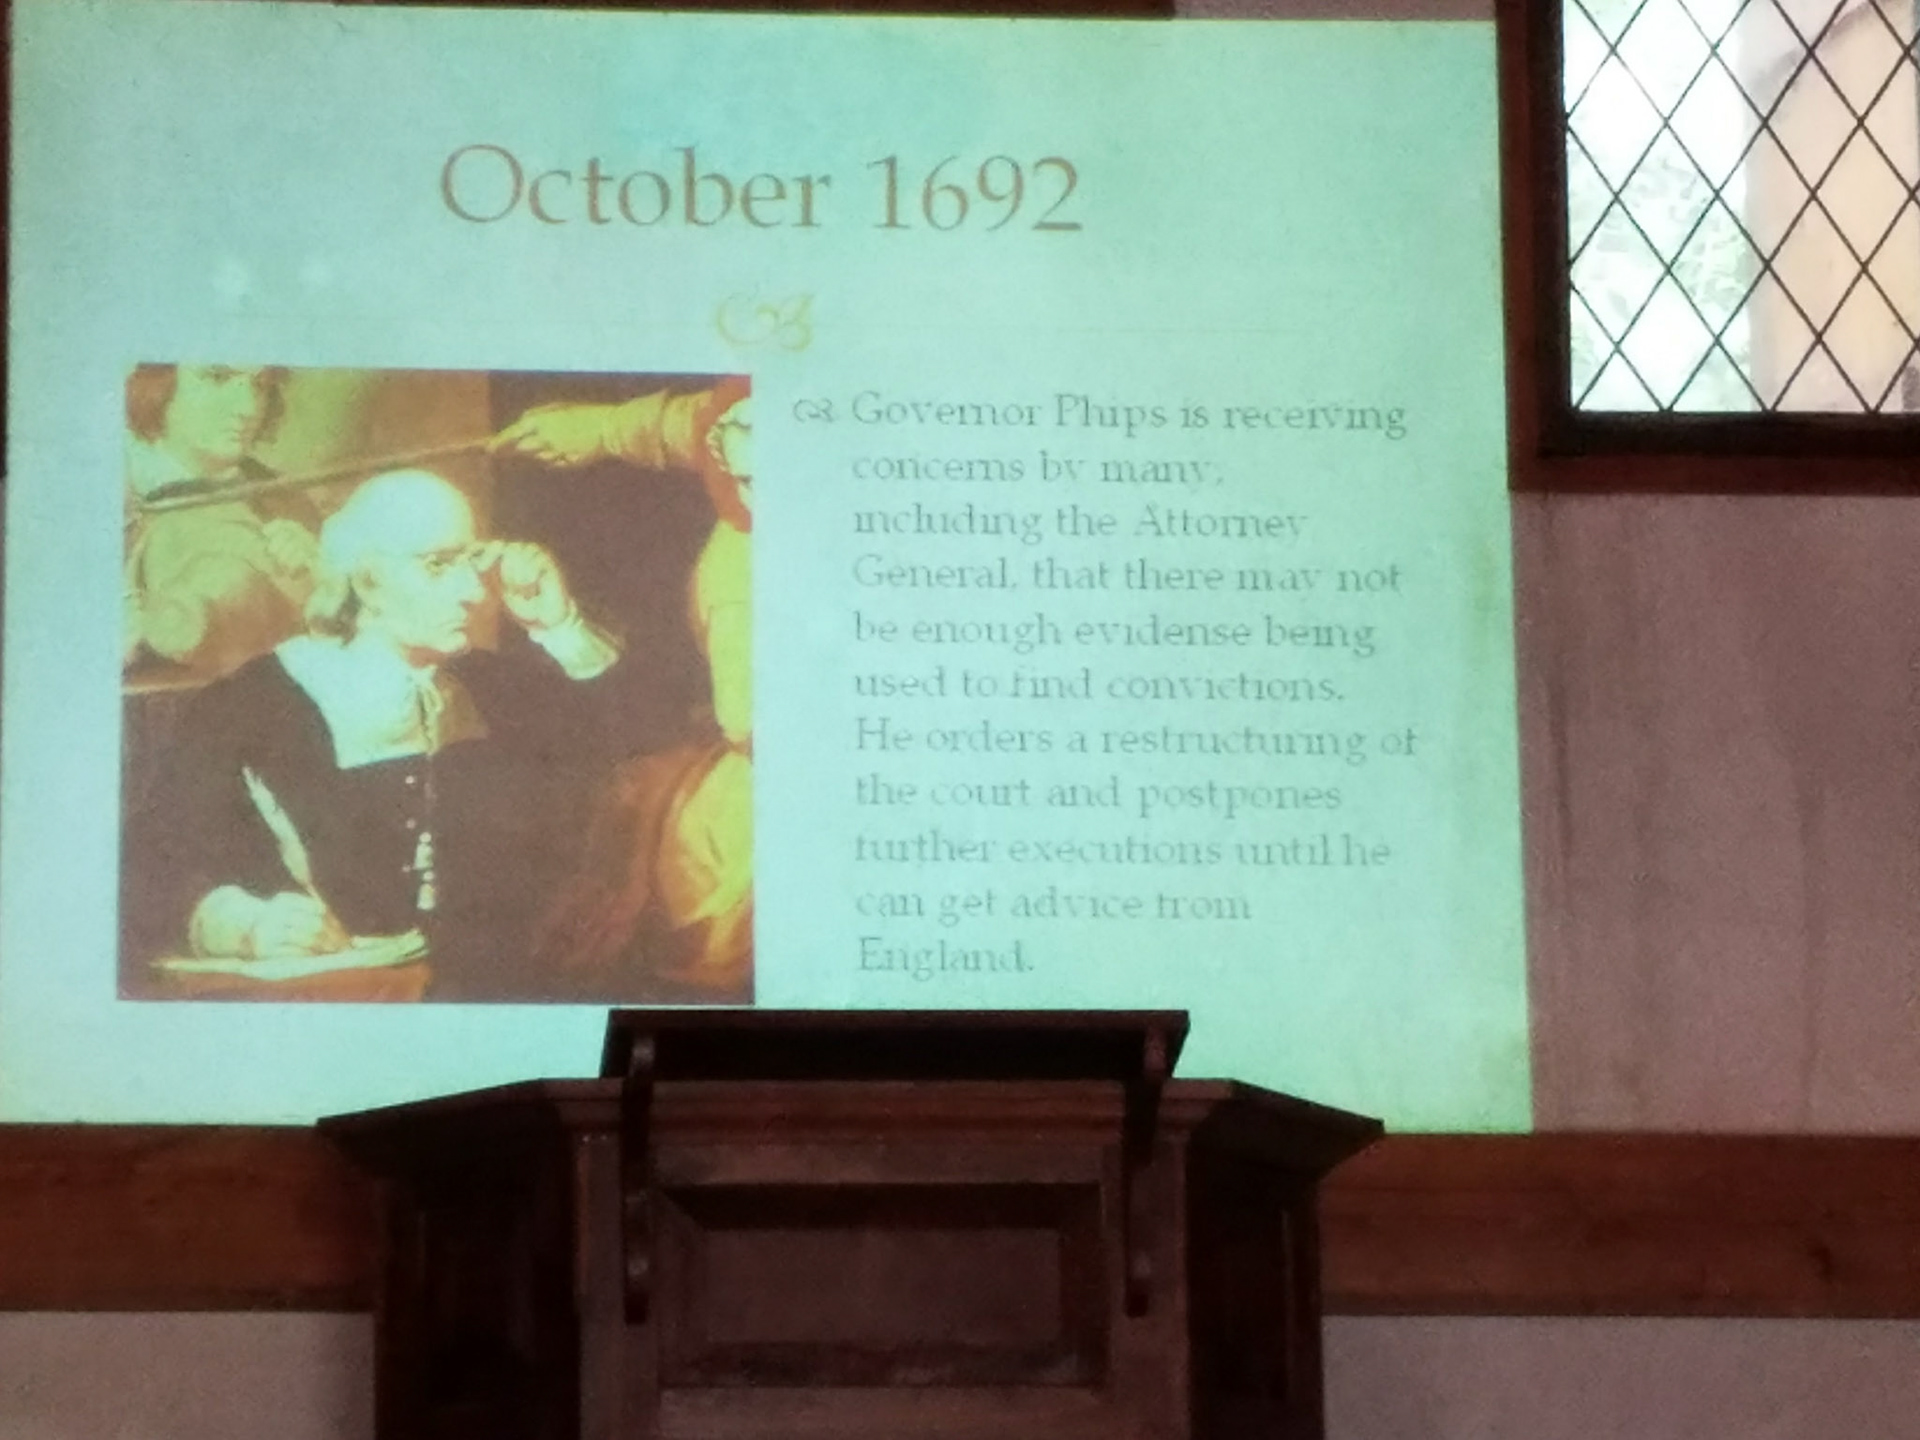 October 1692
Governor Phips is receiving
concerns by many,
including the Attorney
General, that there may not
be enough evidense being
used to find convictions.
He orders a restructuring of
the court and postpones
further executions until he
can get advice from
England.